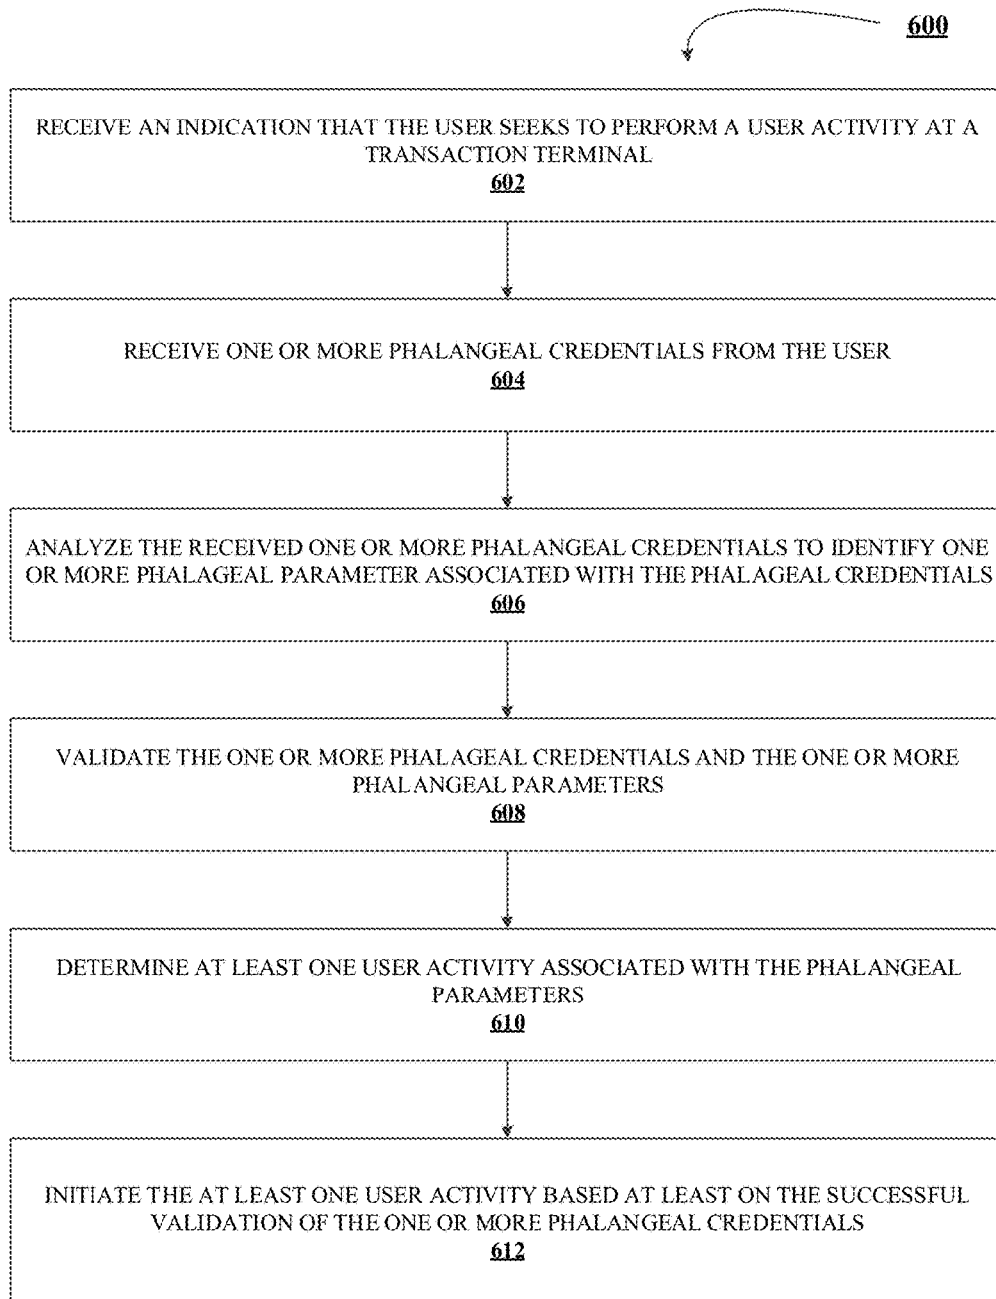 600
RECEIVE AN INDICATION THAT THE USER SEEKS TO PERFORM A USER ACTIVITY AT A
TRANSACTION TERMINAL
602
RECEIVE ONE OR MORE PHALANGEAL CREDENTIALS FROM THE USER
604
ANALYZE THE RECEIVED ONE OR MORE PHALANGEAL CREDENTIALS TO IDENTIFY ONE
OR MORE PHALAGEAL PARAMETER ASSOCIATED WITH THE PHALAGEAL CREDENTIALS
606
VALIDATE THE ONE OR MORE PHALAGEAL CREDENTIALS AND THE ONE OR MORE
PHALANGEAL PARAMETERS
608
DETERMINE AT LEAST ONE USER ACTIVITY ASSOCIATED WITH THE PHALANGEAL
PARAMETERS
610
INITIATE THE AT LEAST ONE USER ACTIVITY BASED AT LEAST ON THE SUCCESSFUL
VALIDATION OF THE ONE OR MORE PHALANGEAL CREDENTIALS
612